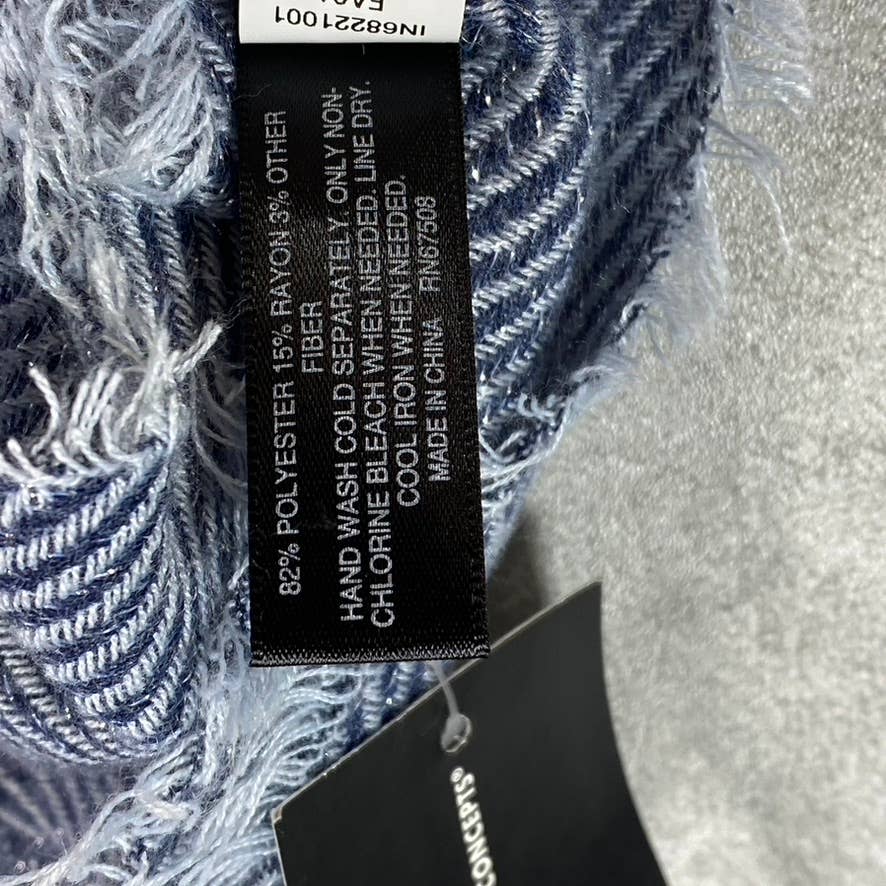 IN68221001
82% POLYESTER 15% RAYON 3% OTHER
FIBER
HAND WASH COLD SEPARATELY. ONLY NON-
CHLORINE BLEACH WHEN NEEDED. LINE DRY.
COOL IRON WHEN NEEDED.
MADE IN CHINA RN67508
CONCEPTS®